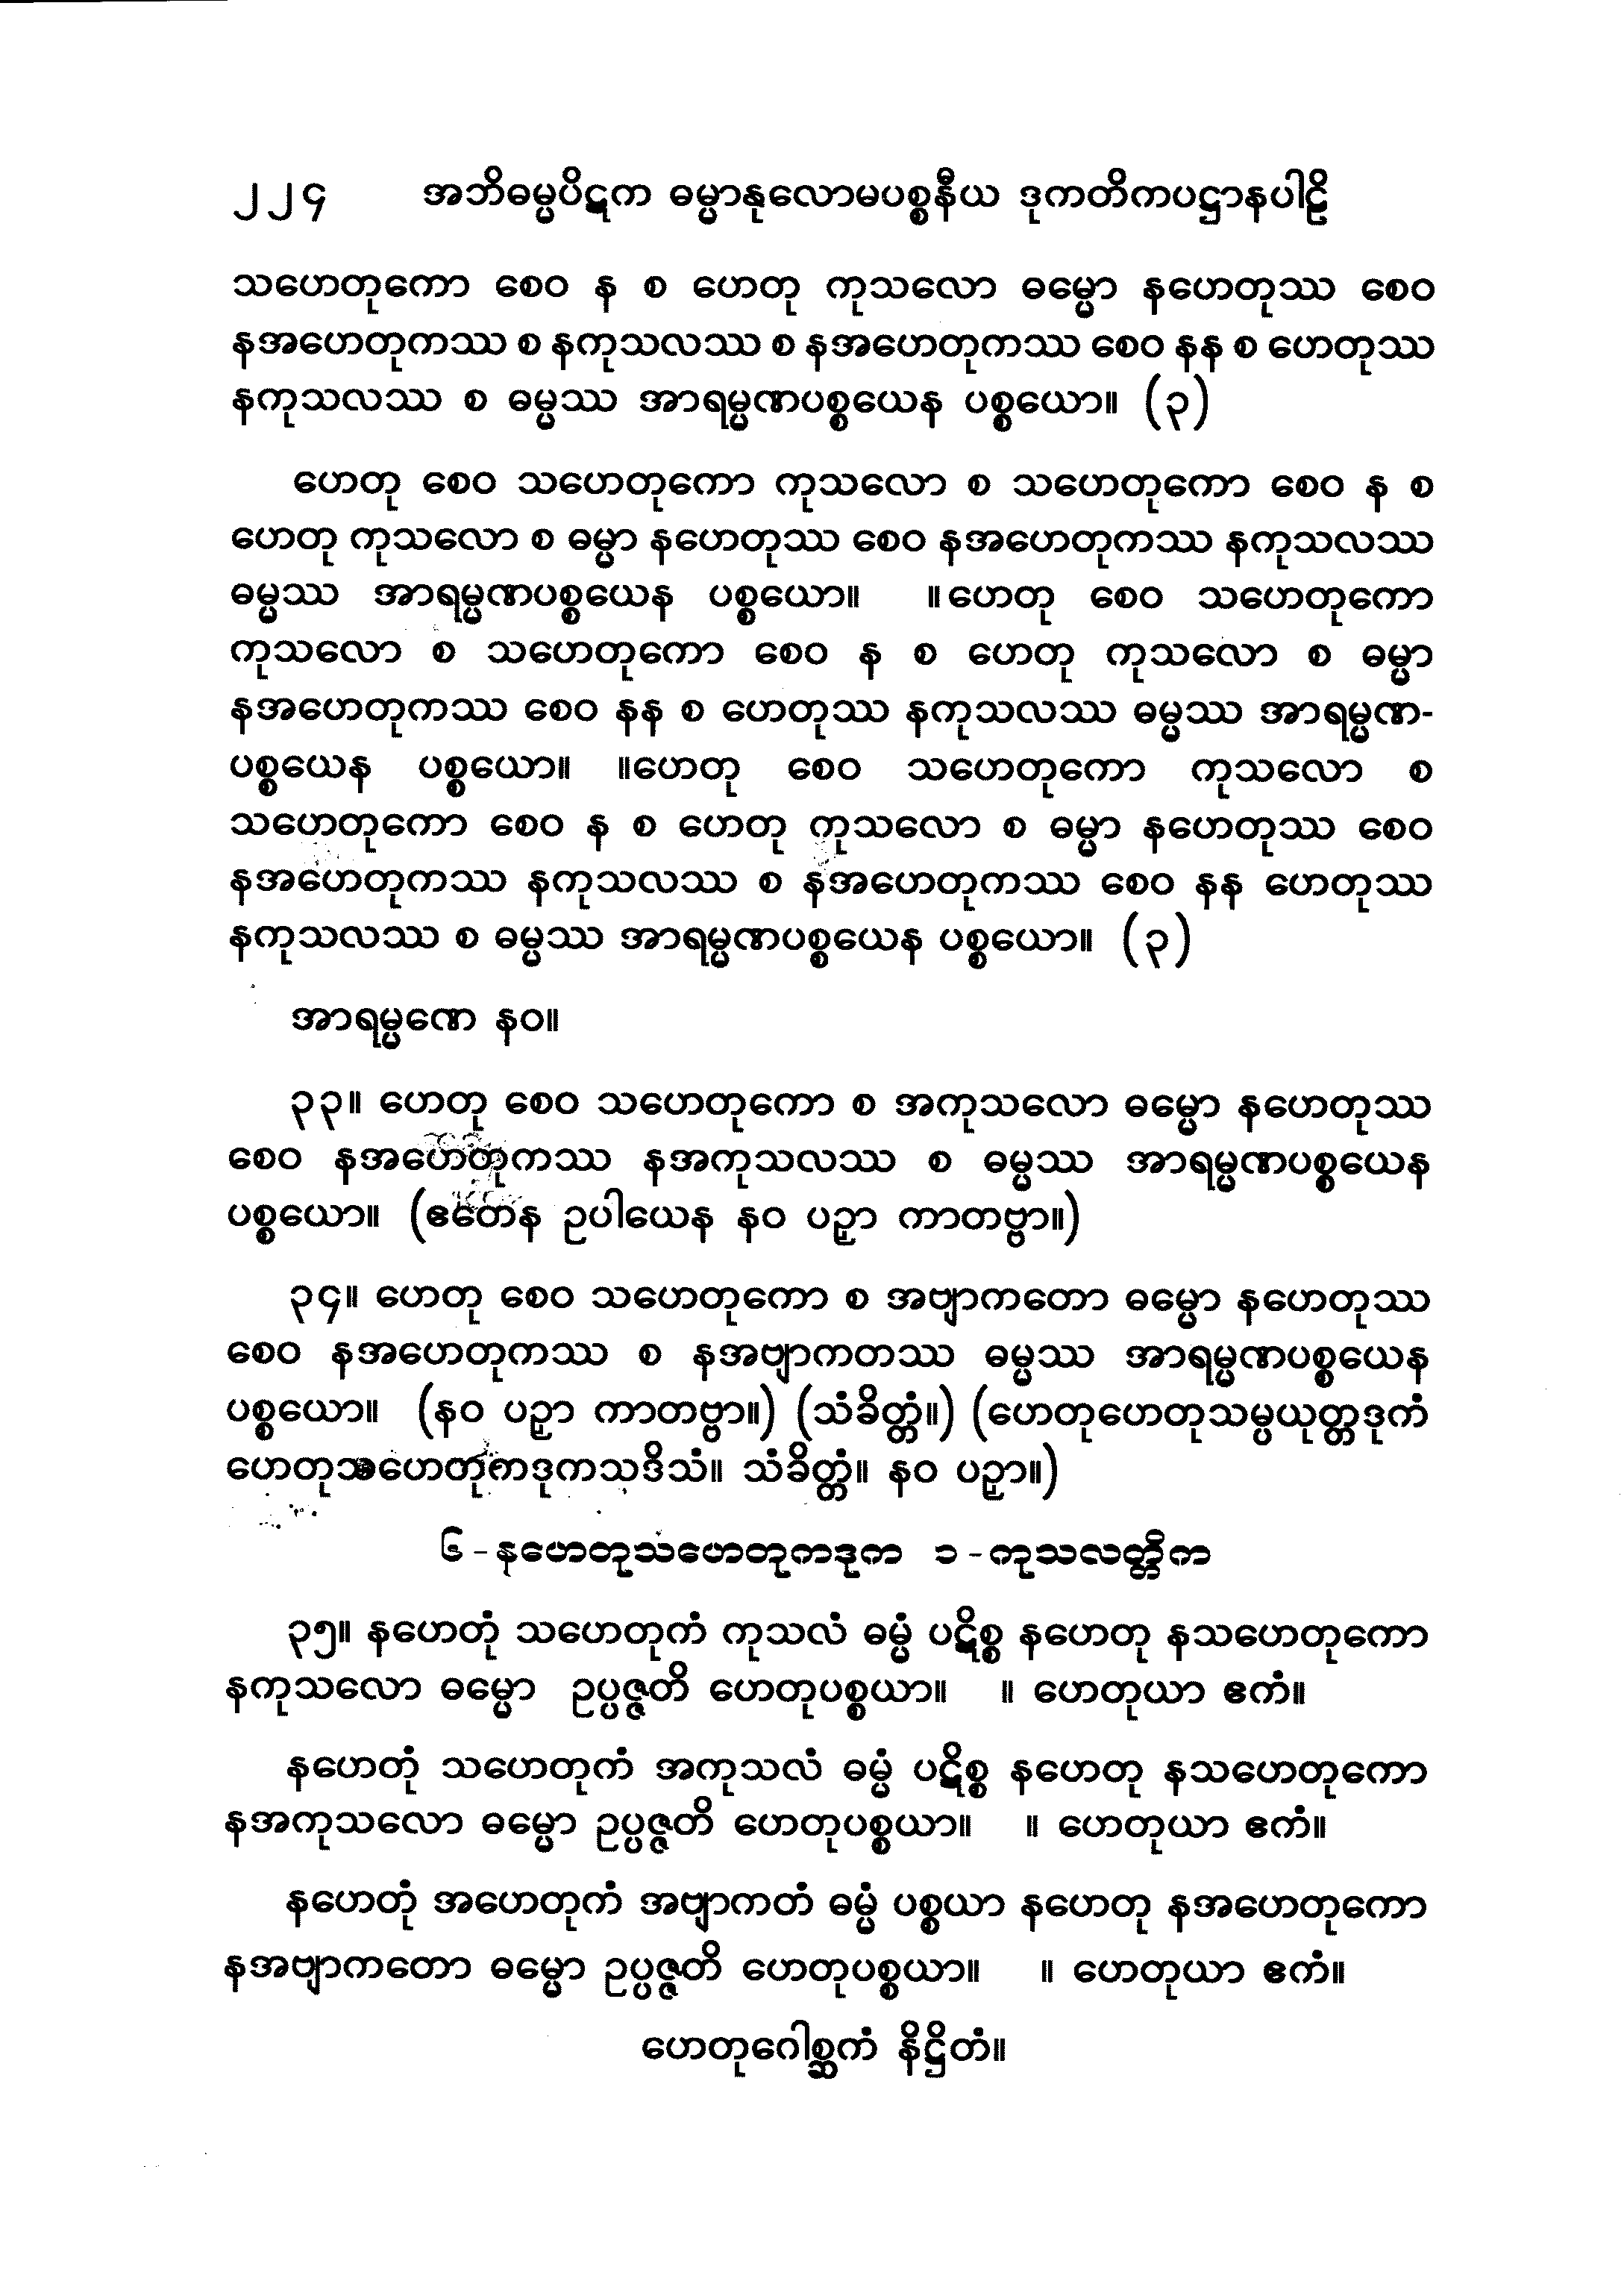 ၂၂၄ အဘိဓမ္မပိဋက ဓမ္မာနုလောမပစ္စနီယ ဒုကတိကပဋ္ဌာနပါဠိ
သဟေတုကော စေဝ န စ ဟေတု ကုသလော ဓမ္မော နဟေတုဿ စေဝ
နအဟေတုကဿ စ နကုသလဿ စ နအဟေတုကဿ စေဝ နန စ ဟေတုဿ
နကုသလဿ စ ဓမ္မဿ အာရမ္မဏပစ္စယေန ပစ္စယော။ (၃)
ဟေတု စေဝ သဟေတုကော ကုသလော စ သဟေတုကော စေဝ န စ
ဟေတု ကုသလော စ ဓမ္မာ နဟေတုဿ စေဝ နအဟေတုကဿ နကုသလဿ
ဓမ္မဿ အာရမ္မဏပစ္စယေန ပစ္စယော။ ။ဟေတု စေဝ သဟေတုကော
ကုသလော စ သဟေတုကော စေဝ န စ ဟေတု ကုသလော စ ဓမ္မာ
နအဟေတုကဿ စေဝ နန စ ဟေတုဿ နကုသလဿ ဓမ္မဿ အာရမ္မဏ-
ပစ္စယေန ပစ္စယော။ ။ဟေတု စေဝ သဟေတုကော ကုသလော စ
သဟေတုကော စေဝ န စ ဟေတု ကုသလော စ ဓမ္မာ နဟေတုဿ စေဝ
နအဟေတုကဿ နကုသလဿ စ နအဟေတုကဿ စေဝ နန ဟေတုဿ
နကုသလဿ စ ဓမ္မဿ အာရမ္မဏပစ္စယေန ပစ္စယော။ (၃)
အာရမ္မဏေ နဝ။
၃၃။ ဟေတု စေဝ သဟေတုကော စ အကုသလော ဓမ္မော နဟေတုဿ
စေဝ နအဟေတုကဿ နအကုသလဿ စ ဓမ္မဿ အာရမ္မဏပစ္စယေန
ပစ္စယော။ (ဧတေန ဥပါယေန နဝ ပဉှာ ကာတဗ္ဗာ။)
၃၄။ ဟေတု စေဝ သဟေတုကော စ အဗျာကတော ဓမ္မော နဟေတုဿ
စေဝ နအဟေတုကဿ စ နအဗျာကတဿ ဓမ္မဿ အာရမ္မဏပစ္စယေန
ပစ္စယော။ (နဝ ပဉှာ ကာတဗ္ဗာ။) (သံခိတ္တံ။) (ဟေတုဟေတုသမ္ပယုတ္တဒုကံ
ဟေတုသဟေတုကဒုကသဒိသံ။ သံခိတ္တံ။ နဝ ပဉှာ။)
၆-နဟေတုသဟေတုကဒုက ၁-ကုသလတ္တိက
၃၅။ နဟေတုံ သဟေတုကံ ကုသလံ ဓမ္မံ ပဋိစ္စ နဟေတု နသဟေတုကော
နကုသလော ဓမ္မော ဥပ္ပဇ္ဇတိ ဟေတုပစ္စယာ။ ။ ဟေတုယာ ဧကံ။
နဟေတုံ သဟေတုကံ အကုသလံ ဓမ္မံ ပဋိစ္စ နဟေတု နသဟေတုကော
နအကုသလော ဓမ္မော ဥပ္ပဇ္ဇတိ ဟေတုပစ္စယာ။ ။ ဟေတုယာ ဧကံ။
နဟေတုံ အဟေတုကံ အဗျာကတံ ဓမ္မံ ပစ္စယာ နဟေတု နအဟေတုကော
နအဗျာကတော ဓမ္မော ဥပ္ပဇ္ဇတိ ဟေတုပစ္စယာ။ ။ ဟေတုယာ ဧကံ။
ဟေတုဂေါစ္ဆကံ နိဋ္ဌိတံ။